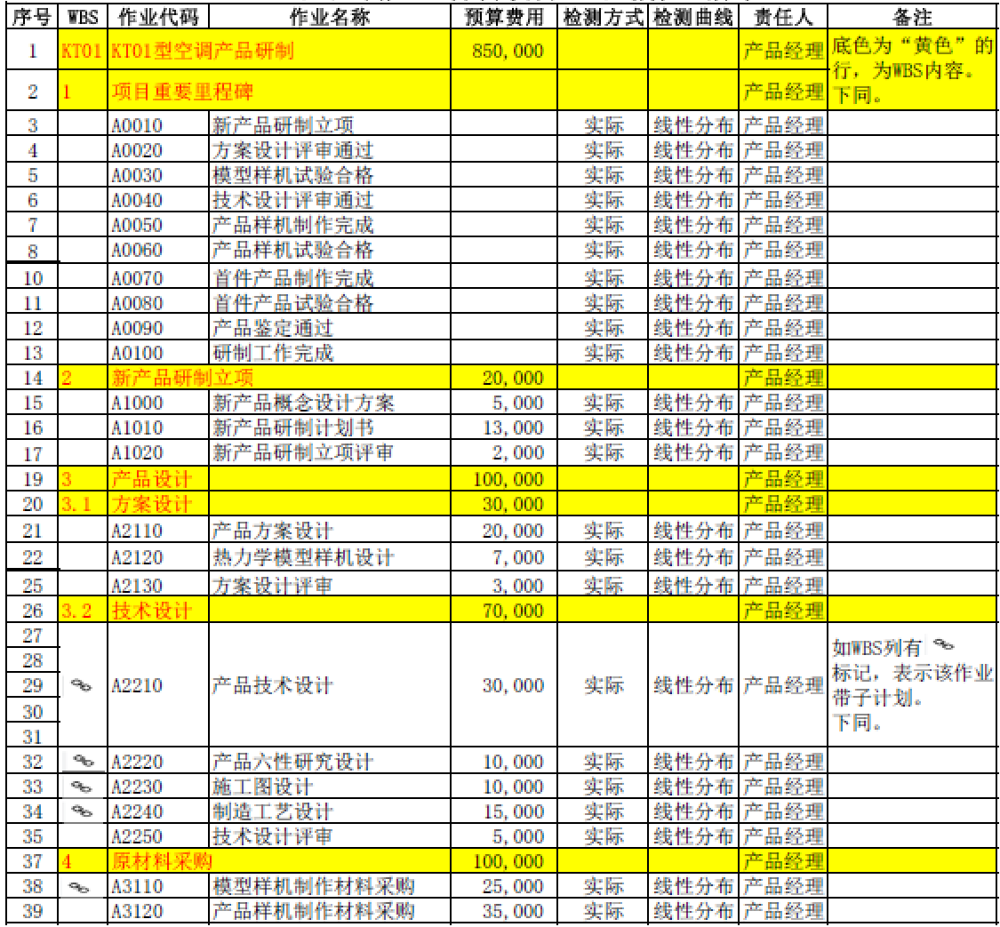 序号 WBS 作业代码 作业名称 预算费用 检测方式 检测曲线 责任人 备注
1 KT01 KT01型空调产品研制 850,000 产品经理 底色为“黄色”的
行，为WBS内容。
2 1 项目重要里程碑 产品经理 下同。
3 A0010 新产品研制立项 实际 线性分布 产品经理
4 A0020 方案设计评审通过 实际 线性分布 产品经理
5 A0030 模型样机试验合格 实际 线性分布 产品经理
6 A0040 技术设计评审通过 实际 线性分布 产品经理
7 A0050 产品样机制作完成 实际 线性分布 产品经理
8 A0060 产品样机试验合格 实际 线性分布 产品经理
10 A0070 首件产品制作完成 实际 线性分布 产品经理
11 A0080 首件产品试验合格 实际 线性分布 产品经理
12 A0090 产品鉴定通过 实际 线性分布 产品经理
13 A0100 研制工作完成 实际 线性分布 产品经理
14 2 新产品研制立项 20,000 产品经理
15 A1000 新产品概念设计方案 5,000 实际 线性分布 产品经理
16 A1010 新产品研制计划书 13,000 实际 线性分布 产品经理
17 A1020 新产品研制立项评审 2,000 实际 线性分布 产品经理
19 3 产品设计 100,000 产品经理
20 3.1 方案设计 30,000 产品经理
21 A2110 产品方案设计 20,000 实际 线性分布 产品经理
22 A2120 热力学模型样机设计 7,000 实际 线性分布 产品经理
25 A2130 方案设计评审 3,000 实际 线性分布 产品经理
26 3.2 技术设计 70,000 产品经理
27
28 如WBS列有
29 A2210 产品技术设计 30,000 实际 线性分布 产品经理 标记，表示该作业
30 带子计划。
31 下同。
32 A2220 产品六性研究设计 10,000 实际 线性分布 产品经理
33 A2230 施工图设计 10,000 实际 线性分布 产品经理
34 A2240 制造工艺设计 15,000 实际 线性分布 产品经理
35 A2250 技术设计评审 5,000 实际 线性分布 产品经理
37 4 原材料采购 100,000 产品经理
38 A3110 模型样机制作材料采购 25,000 实际 线性分布 产品经理
39 A3120 产品样机制作材料采购 35,000 实际 线性分布 产品经理